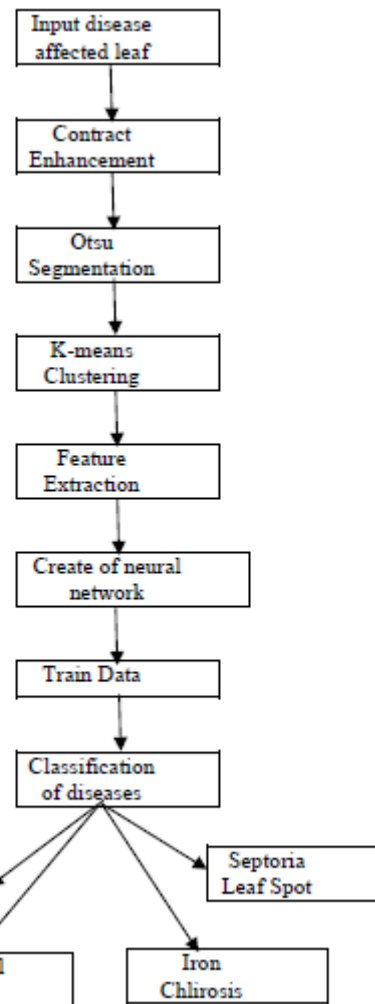 Input disease
affected leaf
Contract
Enhancement
Otsu
Segmentation
K-means
Clustering
Feature
Extraction
Create of neural
network
Train Data
Classification
of diseases
Septoria
Leaf Spot
Iron
Chlirosis